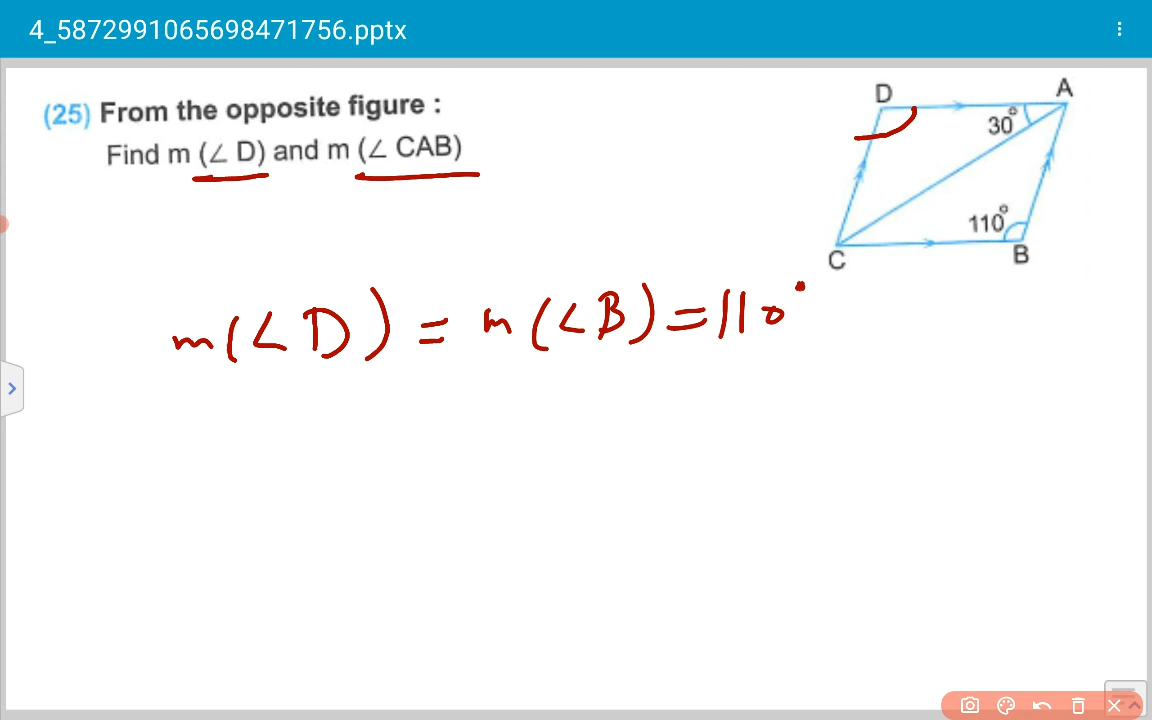 4_5872991065698471756.pptx
(25) From the opposite figure :
Find m (∠ D) and m (∠ CAB)
D
A
30°
110°
C
B
m(∠D) = m(∠B) = 110°